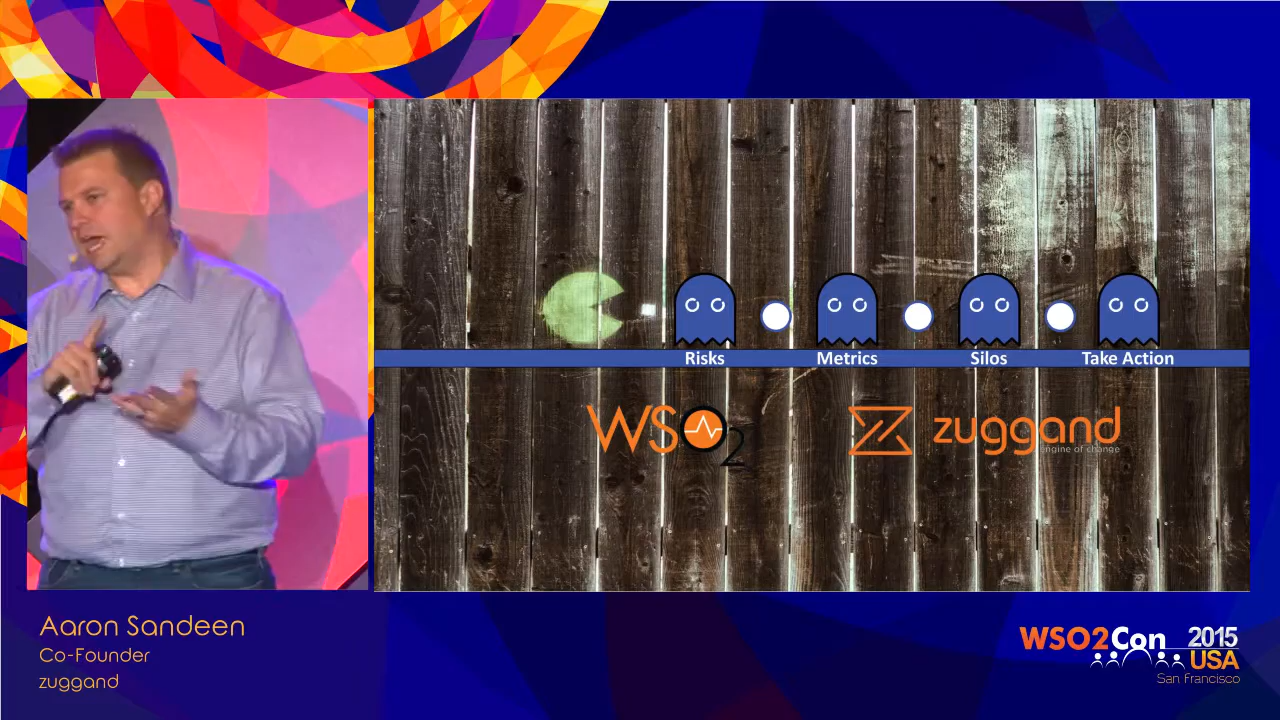 Risks Metrics Silos Take Action
WSO2 zuggand
engine of change
Aaron Sandeen
Co-Founder
zuggand
WSO2Con 2015
USA
San Francisco